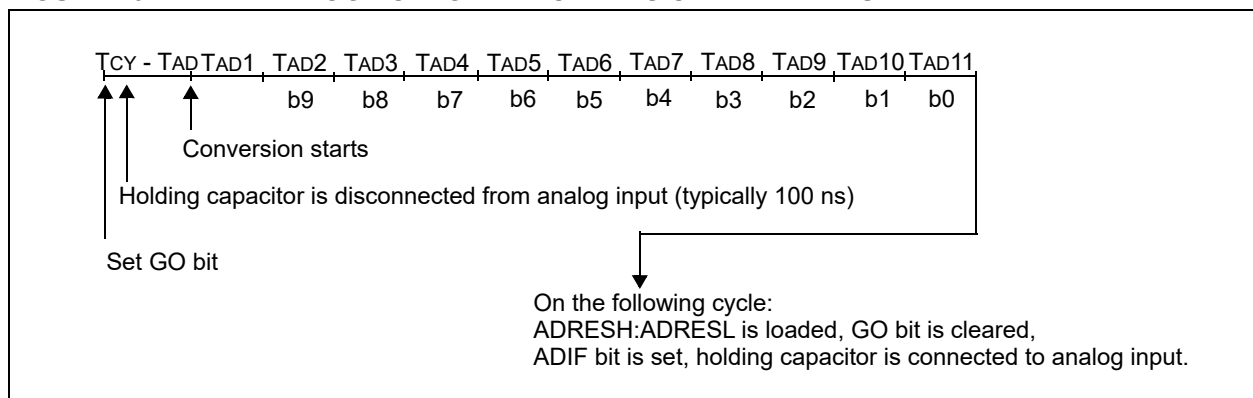 TCY - TAD TAD1 TAD2 TAD3 TAD4 TAD5 TAD6 TAD7 TAD8 TAD9 TAD10 TAD11
b9 b8 b7 b6 b5 b4 b3 b2 b1 b0
Conversion starts
Holding capacitor is disconnected from analog input (typically 100 ns)
Set GO bit
On the following cycle:
ADRESH:ADRESL is loaded, GO bit is cleared,
ADIF bit is set, holding capacitor is connected to analog input.